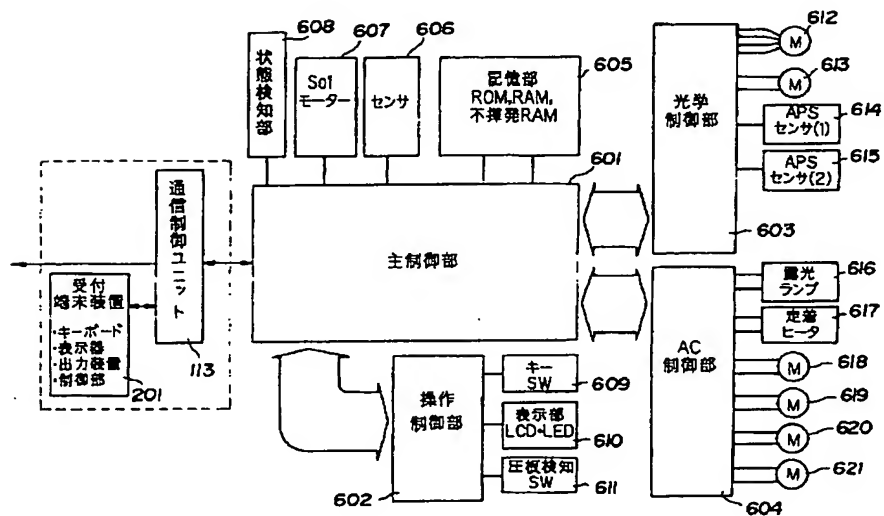 608
状態検知部
607
Sol
モーター
606
センサ
605
記憶部
ROM,RAM,
不揮発RAM
601
主制御部
通信制御ユニット
113
受付
端末装置
・キーボード
・表示器
・出力装置
・制御部
201
操作
制御部
602
キー
SW
609
表示部
LCD・LED
610
圧板検知
SW
611
光学
制御部
603
M
612
M
613
APS
センサ(1)
614
APS
センサ(2)
615
AC
制御部
604
露光
ランプ
616
定着
ヒータ
617
M
618
M
619
M
620
M
621